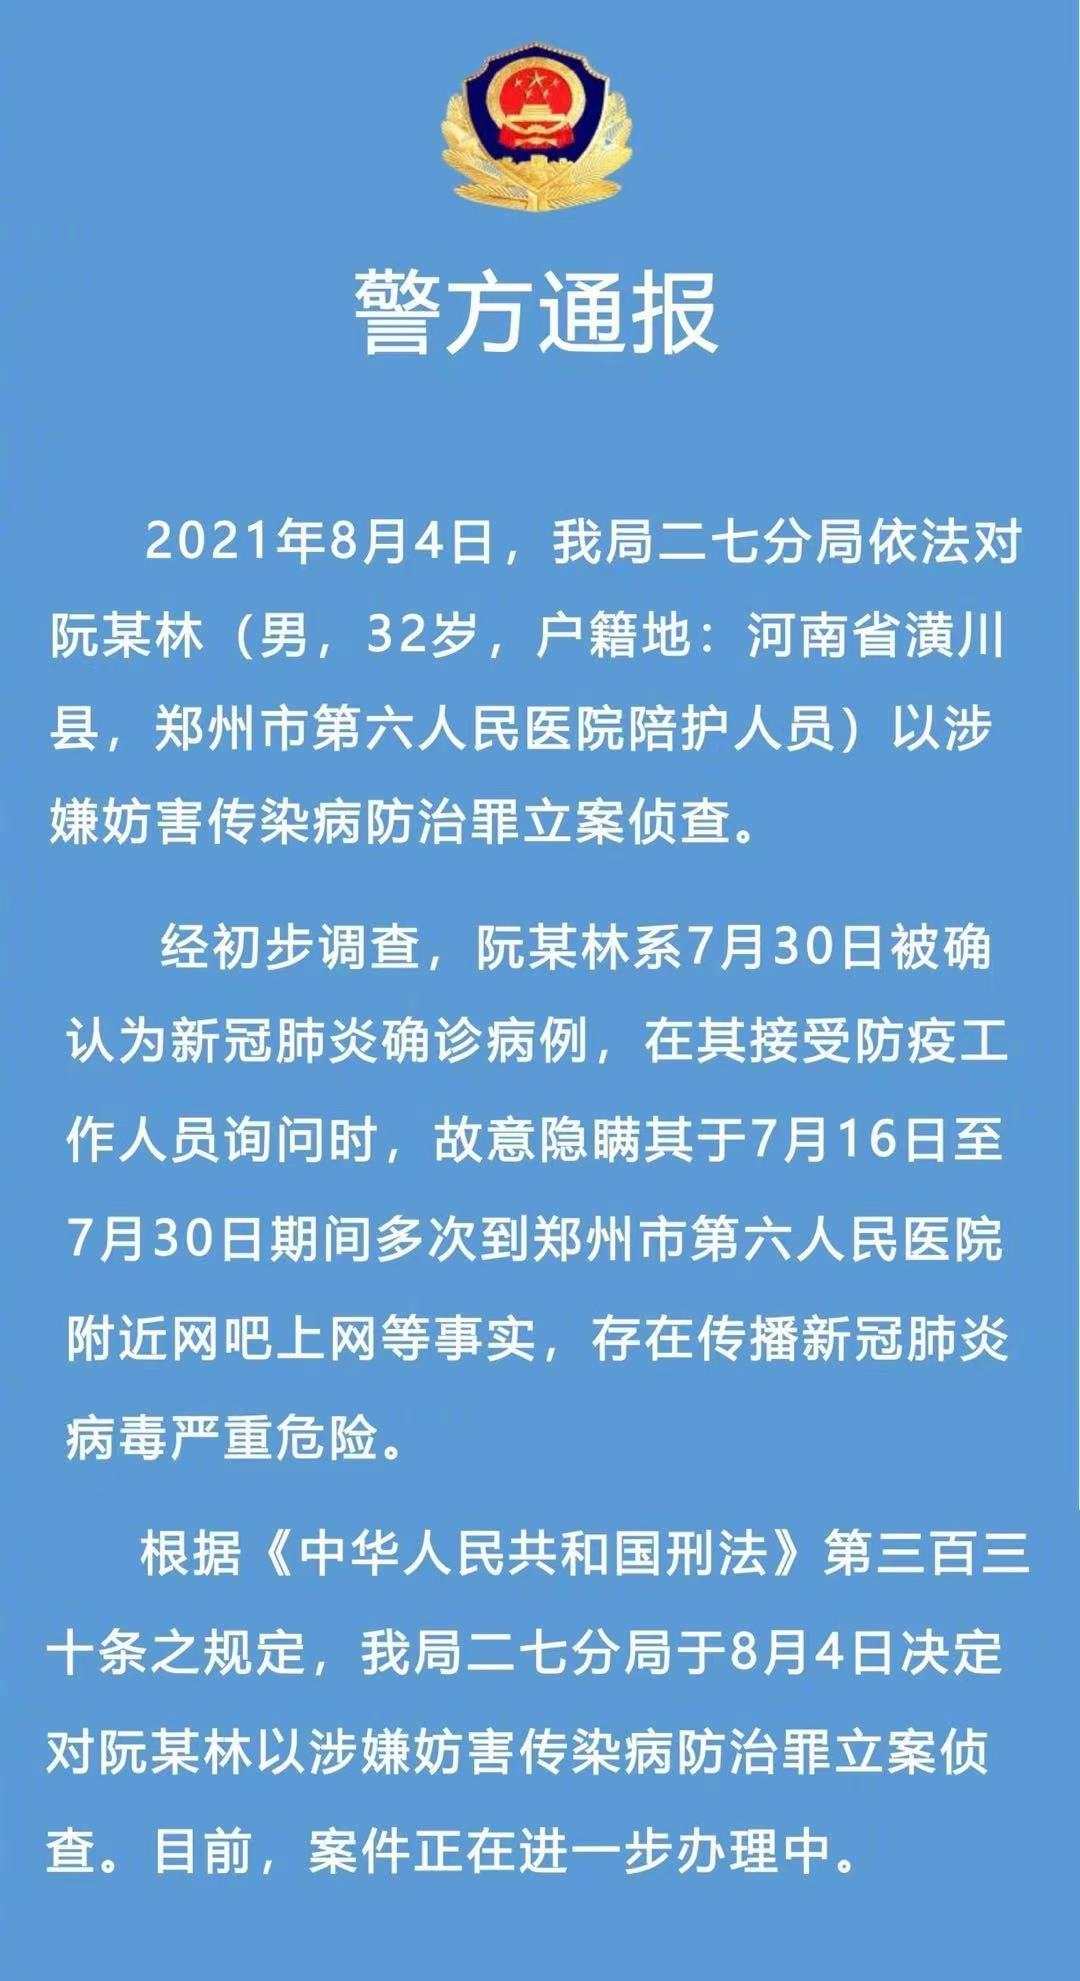 警方通报
2021年8月4日，我局二七分局依法对
阮某林（男，32岁，户籍地：河南省潢川
县，郑州市第六人民医院陪护人员）以涉
嫌妨害传染病防治罪立案侦查。
经初步调查，阮某林系7月30日被确
认为新冠肺炎确诊病例，在其接受防疫工
作人员询问时，故意隐瞒其于7月16日至
7月30日期间多次到郑州市第六人民医院
附近网吧上网等事实，存在传播新冠肺炎
病毒严重危险。
根据《中华人民共和国刑法》第三百三
十条之规定，我局二七分局于8月4日决定
对阮某林以涉嫌妨害传染病防治罪立案侦
查。目前，案件正在进一步办理中。